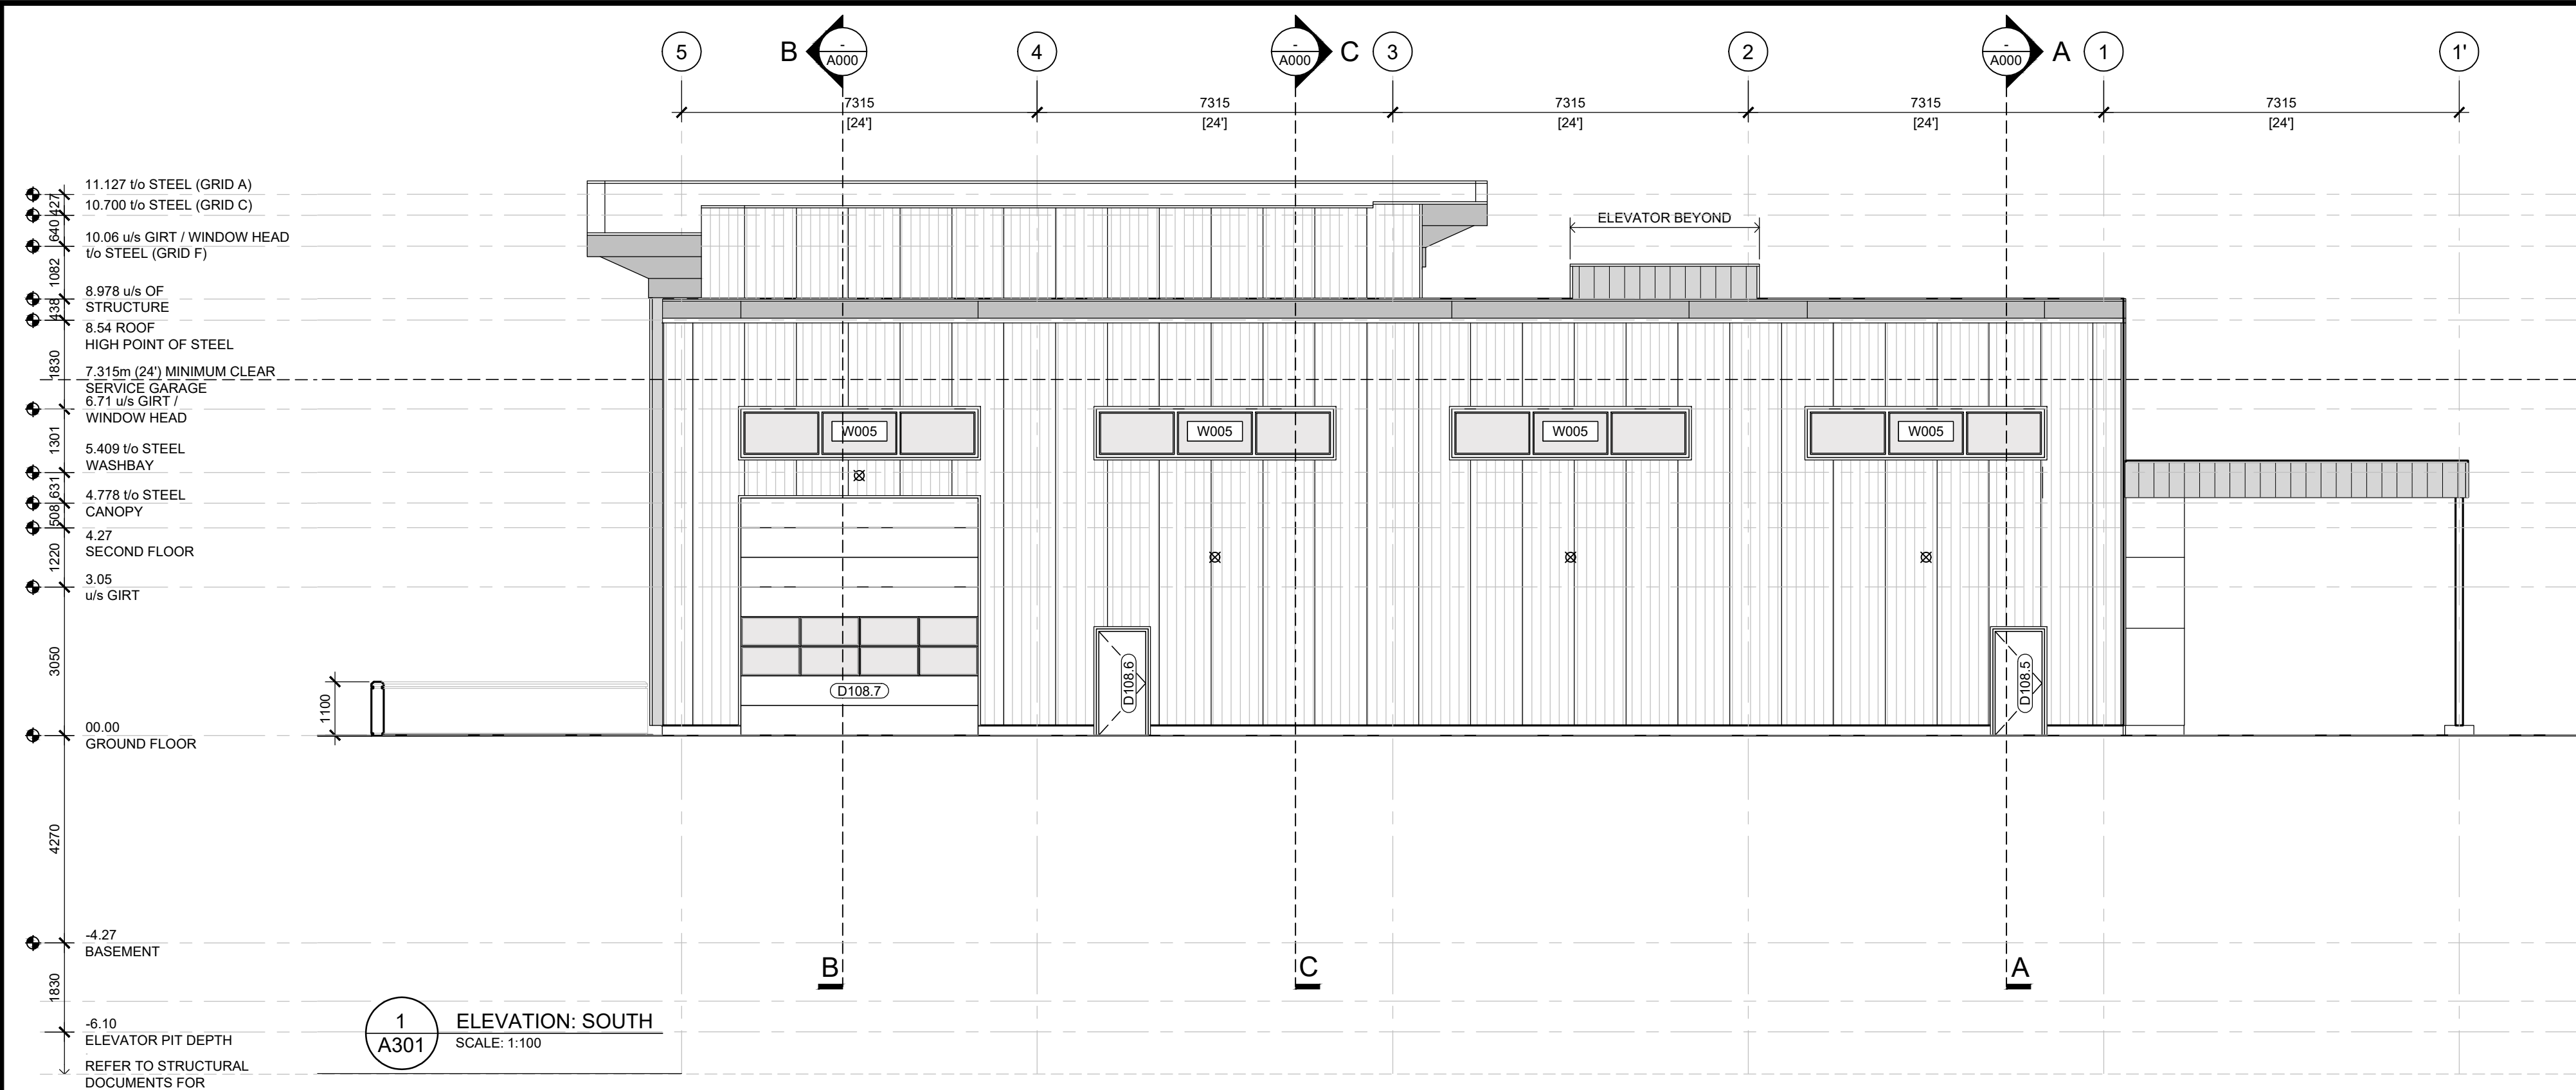 5
B
-
A000
4
-
A000
C
3
2
-
A000
A
1
1'
7315
7315
7315
7315
7315
[24']
[24']
[24']
[24']
[24']
11.127 t/o STEEL (GRID A)
427
10.700 t/o STEEL (GRID C)
640
10.06 u/s GIRT / WINDOW HEAD
t/o STEEL (GRID F)
1082
8.978 u/s OF
STRUCTURE
438
8.54 ROOF
HIGH POINT OF STEEL
1830
7.315m (24') MINIMUM CLEAR
SERVICE GARAGE
6.71 u/s GIRT /
WINDOW HEAD
1301
5.409 t/o STEEL
WASHBAY
631
4.778 t/o STEEL
CANOPY
508
4.27
SECOND FLOOR
1220
3.05
u/s GIRT
3050
1100
00.00
GROUND FLOOR
4270
-4.27
BASEMENT
1830
-6.10
ELEVATOR PIT DEPTH
REFER TO STRUCTURAL
DOCUMENTS FOR
ELEVATOR BEYOND
W005
W005
W005
W005
D108.7
D108.6
D108.5
B
C
A
1
A301
ELEVATION: SOUTH
SCALE: 1:100